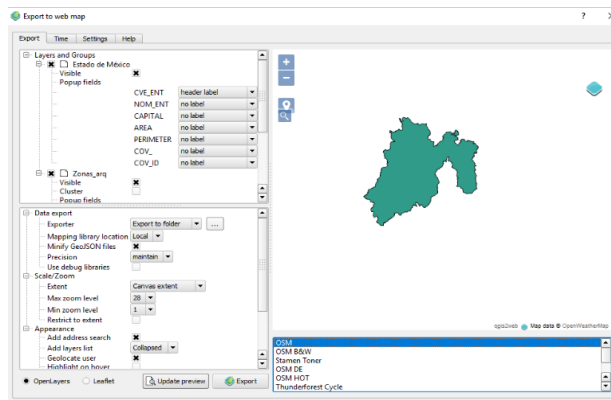 Export to web map
?
Export Time Settings Help
Layers and Groups
Estado de México
Visible
Popup fields
CVE_ENT header label
NOM_ENT no label
CAPITAL no label
AREA no label
PERIMETER no label
COV_ no label
COV_ID no label
Zonas_arq
Visible
Cluster
Popup fields
Data export
Exporter Export to folder ...
Mapping library location Local
Minify GeoJSON files
Precision maintain
Use debug libraries
Scale/Zoom
Extent Canvas extent
Max zoom level 28
Min zoom level 1
Restrict to extent
Appearance
Add address search
Add layers list Collapsed
Geolocate user
Highlight on hover
OpenLayers Leaflet Update preview Export
+
−
qgis2web Map data © OpenWeatherMap
OSM
OSM B&W
Stamen Toner
OSM DE
OSM HOT
Thunderforest Cycle